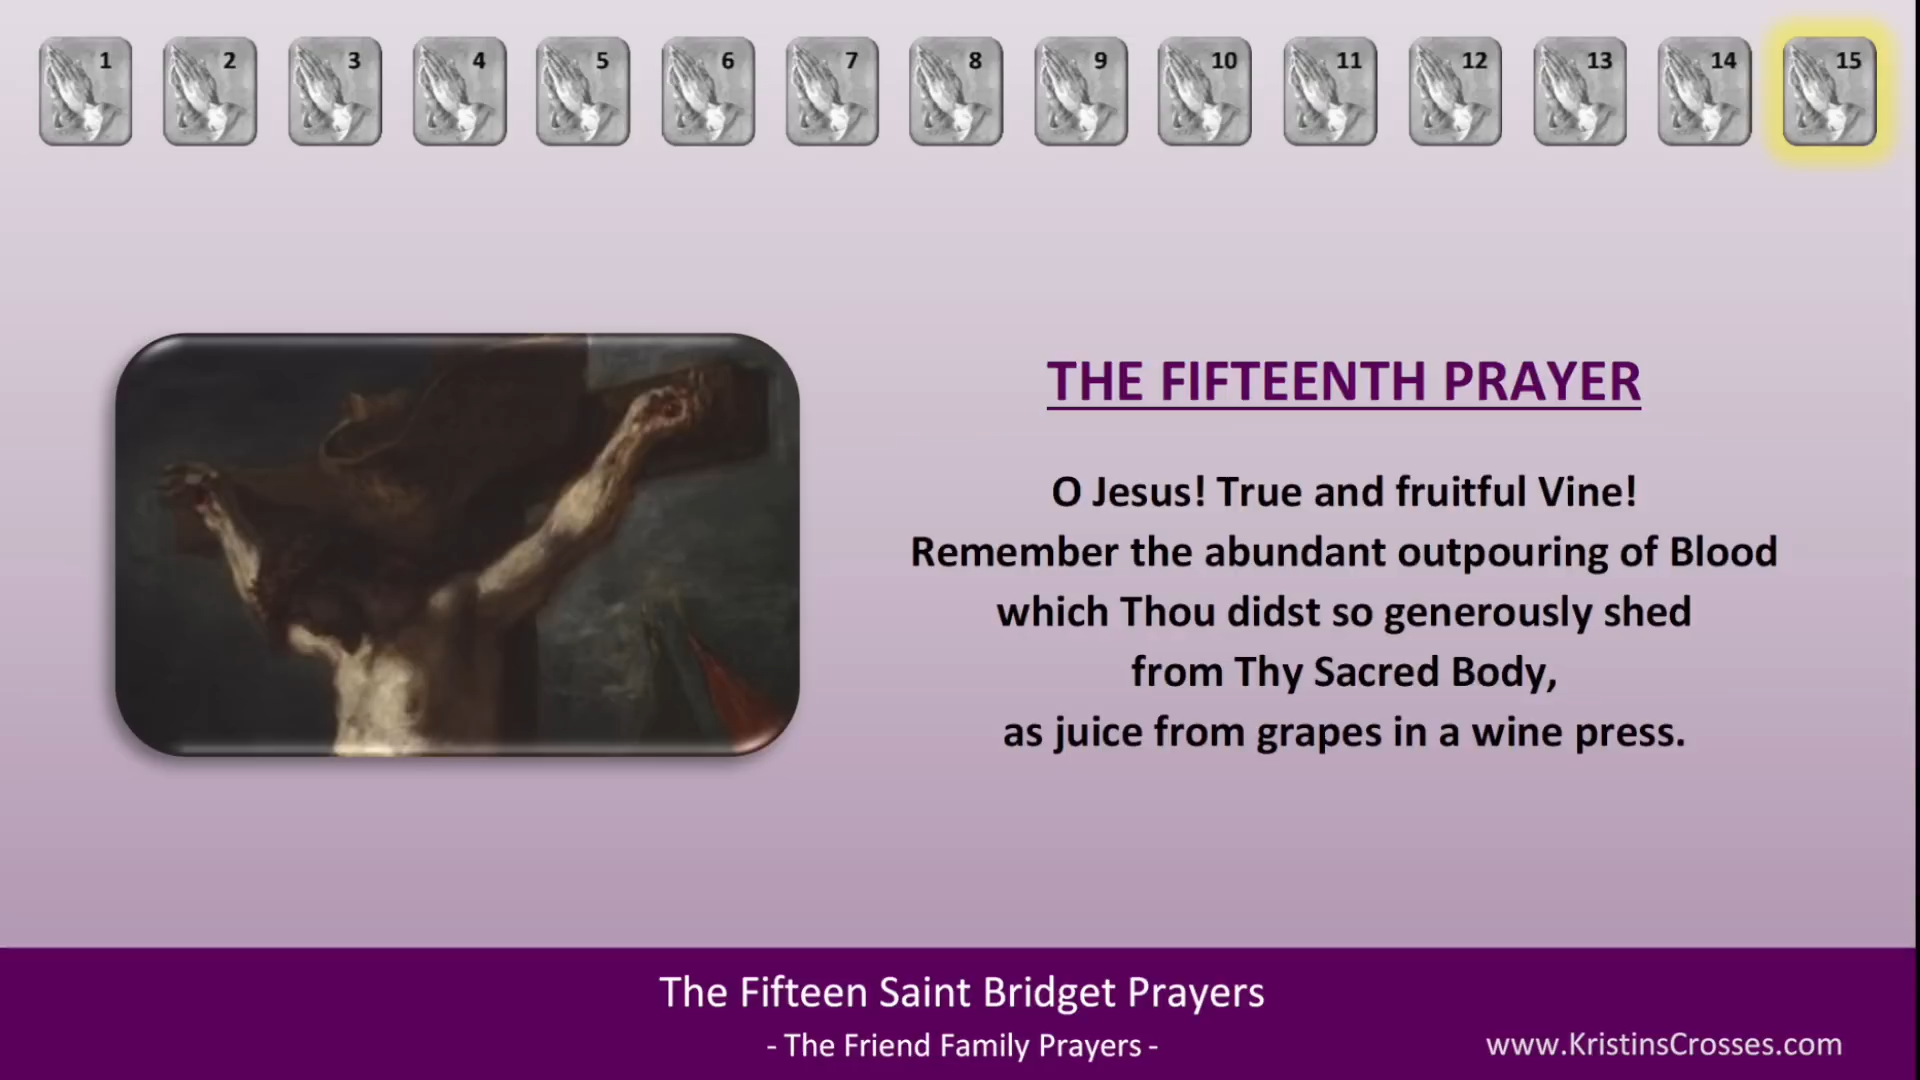 1 2 3 4 5 6 7 8 9 10 11 12 13 14 15
THE FIFTEENTH PRAYER
O Jesus! True and fruitful Vine!
Remember the abundant outpouring of Blood
which Thou didst so generously shed
from Thy Sacred Body,
as juice from grapes in a wine press.
The Fifteen Saint Bridget Prayers
- The Friend Family Prayers -
www.KristinsCrosses.com